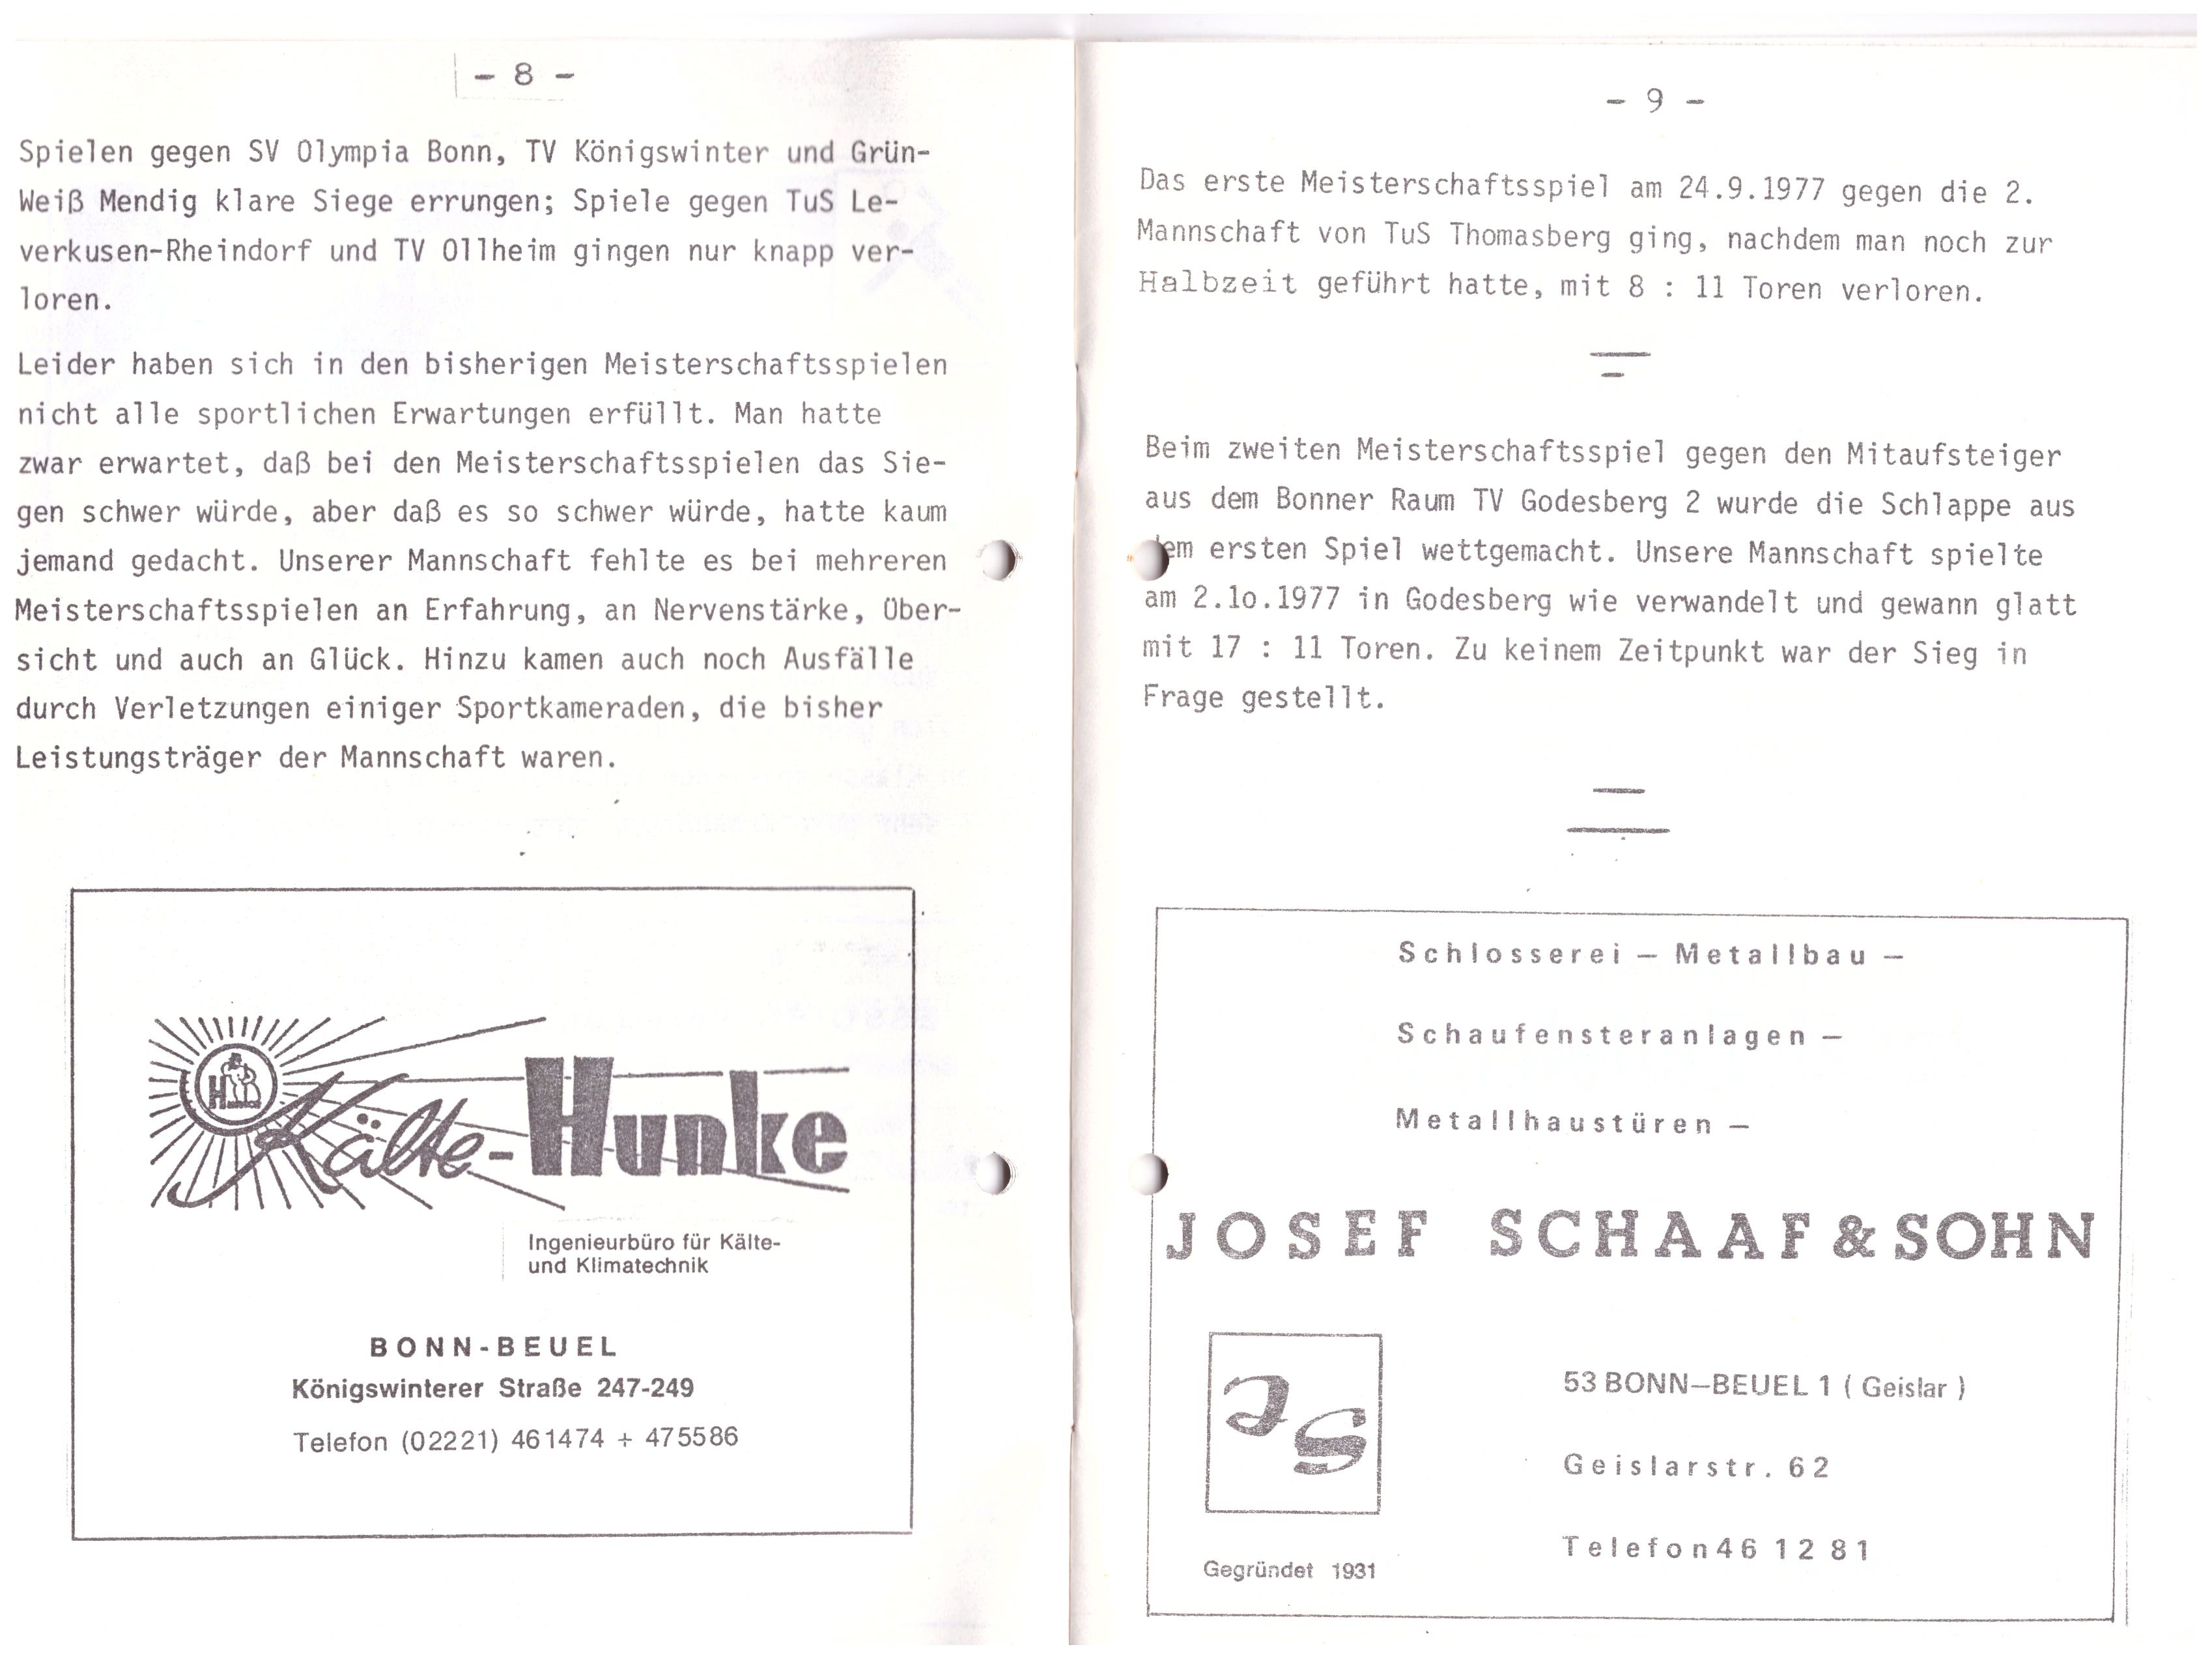 - 8 -
Spielen gegen SV Olympia Bonn, TV Königswinter und Grün-
Weiß Mendig klare Siege errungen; Spiele gegen TuS Le-
verkusen-Rheindorf und TV Ollheim gingen nur knapp ver-
loren.
Leider haben sich in den bisherigen Meisterschaftsspielen
nicht alle sportlichen Erwartungen erfüllt. Man hatte
zwar erwartet, daß bei den Meisterschaftsspielen das Sie-
gen schwer würde, aber daß es so schwer würde, hatte kaum
jemand gedacht. Unserer Mannschaft fehlte es bei mehreren
Meisterschaftsspielen an Erfahrung, an Nervenstärke, Über-
sicht und auch an Glück. Hinzu kamen auch noch Ausfälle
durch Verletzungen einiger Sportkameraden, die bisher
Leistungsträger der Mannschaft waren.
H
Kälte-Hunke
Ingenieurbüro für Kälte-
und Klimatechnik
BONN-BEUEL
Königswinterer Straße 247-249
Telefon (02221) 461474 + 475586
- 9 -
Das erste Meisterschaftsspiel am 24.9.1977 gegen die 2.
Mannschaft von TuS Thomasberg ging, nachdem man noch zur
Halbzeit geführt hatte, mit 8 : 11 Toren verloren.
Beim zweiten Meisterschaftsspiel gegen den Mitaufsteiger
aus dem Bonner Raum TV Godesberg 2 wurde die Schlappe aus
dem ersten Spiel wettgemacht. Unsere Mannschaft spielte
am 2.1o.1977 in Godesberg wie verwandelt und gewann glatt
mit 17 : 11 Toren. Zu keinem Zeitpunkt war der Sieg in
Frage gestellt.
Schlosserei — Metallbau —
Schaufensteranlagen —
Metallhaustüren —
JOSEF SCHAAF & SOHN
JS
53 BONN—BEUEL 1 ( Geislar )
Geislarstr. 62
Telefon 46 12 81
Gegründet 1931